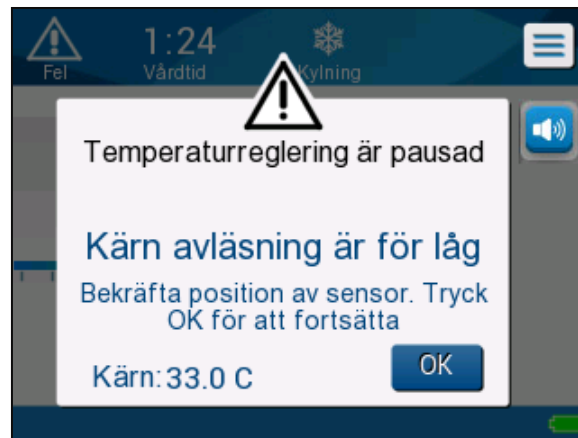 1:24
Fel
Vårdtid
Kylning
Temperaturreglering är pausad
Kärn avläsning är för låg
Bekräfta position av sensor. Tryck
OK för att fortsätta
Kärn: 33.0 C
OK